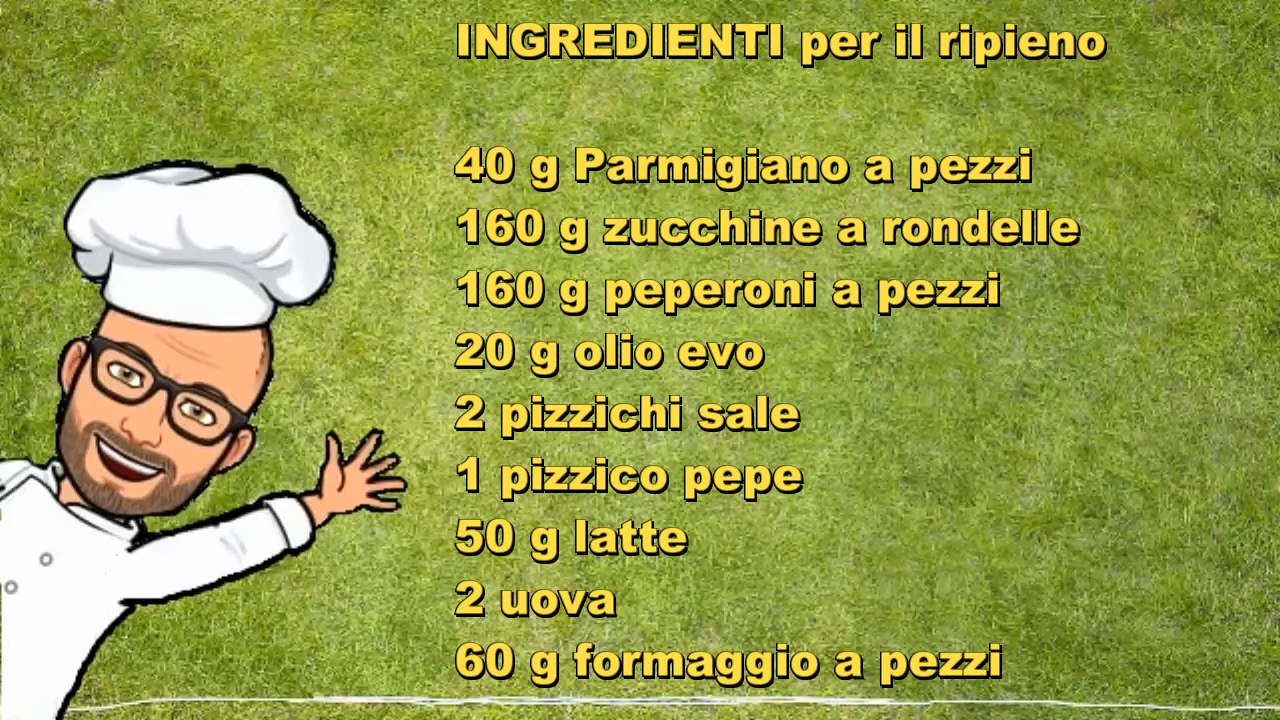 INGREDIENTI per il ripieno
40 g Parmigiano a pezzi
160 g zucchine a rondelle
160 g peperoni a pezzi
20 g olio evo
2 pizzichi sale
1 pizzico pepe
50 g latte
2 uova
60 g formaggio a pezzi